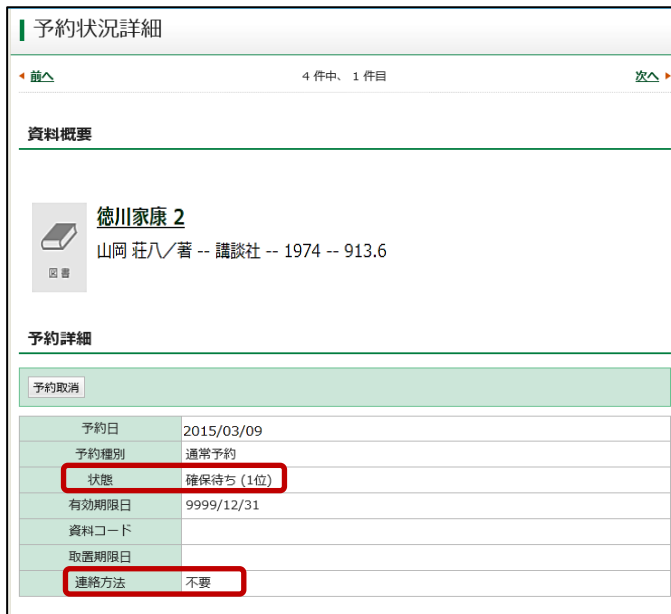 予約状況詳細
前へ 4 件中、 1 件目 次へ
資料概要
徳川家康 2
山岡 荘八／著 -- 講談社 -- 1974 -- 913.6
図書
予約詳細
予約取消
予約日 2015/03/09
予約種別 通常予約
状態 確保待ち (1位)
有効期限日 9999/12/31
資料コード
取置期限日
連絡方法 不要